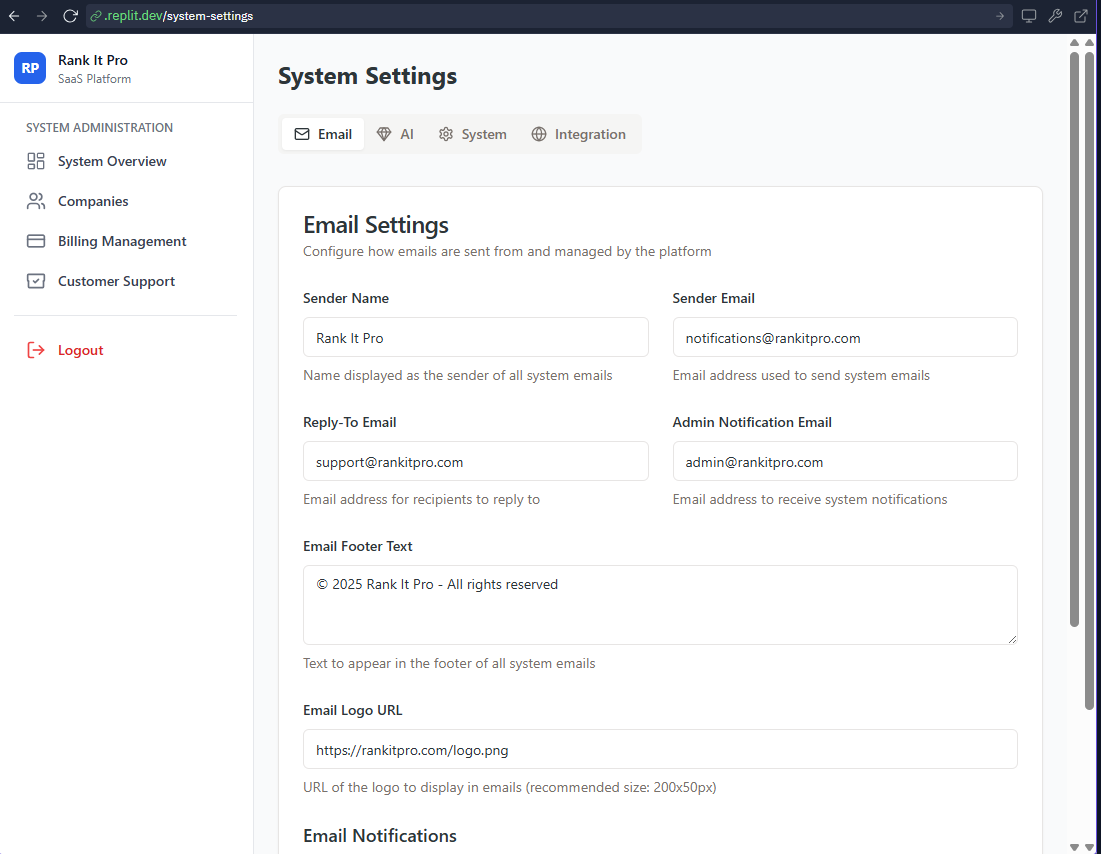 .replit.dev/system-settings
RP
Rank It Pro
SaaS Platform
SYSTEM ADMINISTRATION
System Overview
Companies
Billing Management
Customer Support
Logout
System Settings
Email
AI
System
Integration
Email Settings
Configure how emails are sent from and managed by the platform
Sender Name
Sender Email
Rank It Pro
notifications@rankitpro.com
Name displayed as the sender of all system emails
Email address used to send system emails
Reply-To Email
Admin Notification Email
support@rankitpro.com
admin@rankitpro.com
Email address for recipients to reply to
Email address to receive system notifications
Email Footer Text
© 2025 Rank It Pro - All rights reserved
Text to appear in the footer of all system emails
Email Logo URL
https://rankitpro.com/logo.png
URL of the logo to display in emails (recommended size: 200x50px)
Email Notifications